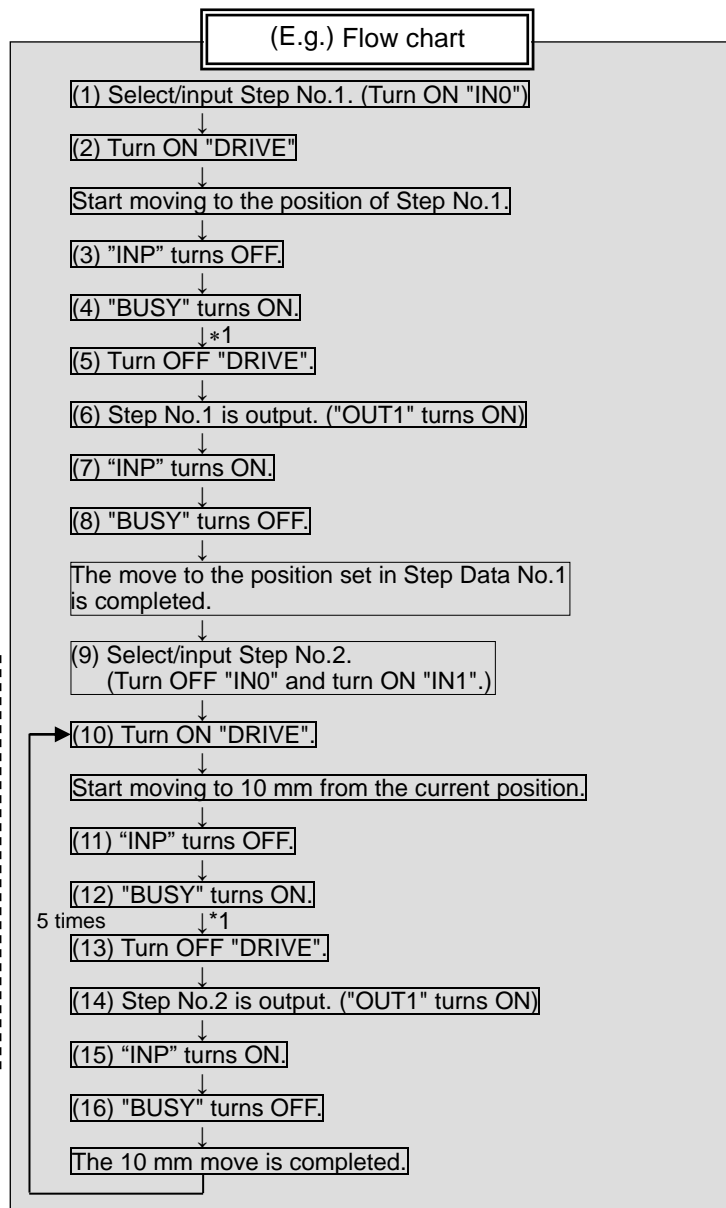 (E.g.) Flow chart
(1) Select/input Step No.1. (Turn ON "IN0")
↓
(2) Turn ON "DRIVE"
↓
Start moving to the position of Step No.1.
↓
(3) ”INP” turns OFF.
↓
(4) "BUSY" turns ON.
↓*1
(5) Turn OFF "DRIVE".
↓
(6) Step No.1 is output. ("OUT1" turns ON)
↓
(7) “INP” turns ON.
↓
(8) "BUSY" turns OFF.
↓
The move to the position set in Step Data No.1
is completed.
↓
(9) Select/input Step No.2.
(Turn OFF "IN0" and turn ON "IN1".)
↓
(10) Turn ON "DRIVE".
↓
Start moving to 10 mm from the current position.
↓
(11) “INP” turns OFF.
↓
(12) "BUSY" turns ON.
5 times ↓*1
(13) Turn OFF "DRIVE".
↓
(14) Step No.2 is output. ("OUT1" turns ON)
↓
(15) “INP” turns ON.
↓
(16) "BUSY" turns OFF.
↓
The 10 mm move is completed.